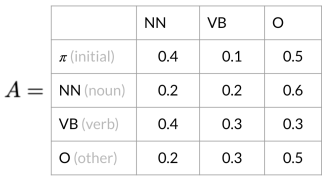 NN VB O
π (initial) 0.4 0.1 0.5
A = NN (noun) 0.2 0.2 0.6
VB (verb) 0.4 0.3 0.3
O (other) 0.2 0.3 0.5